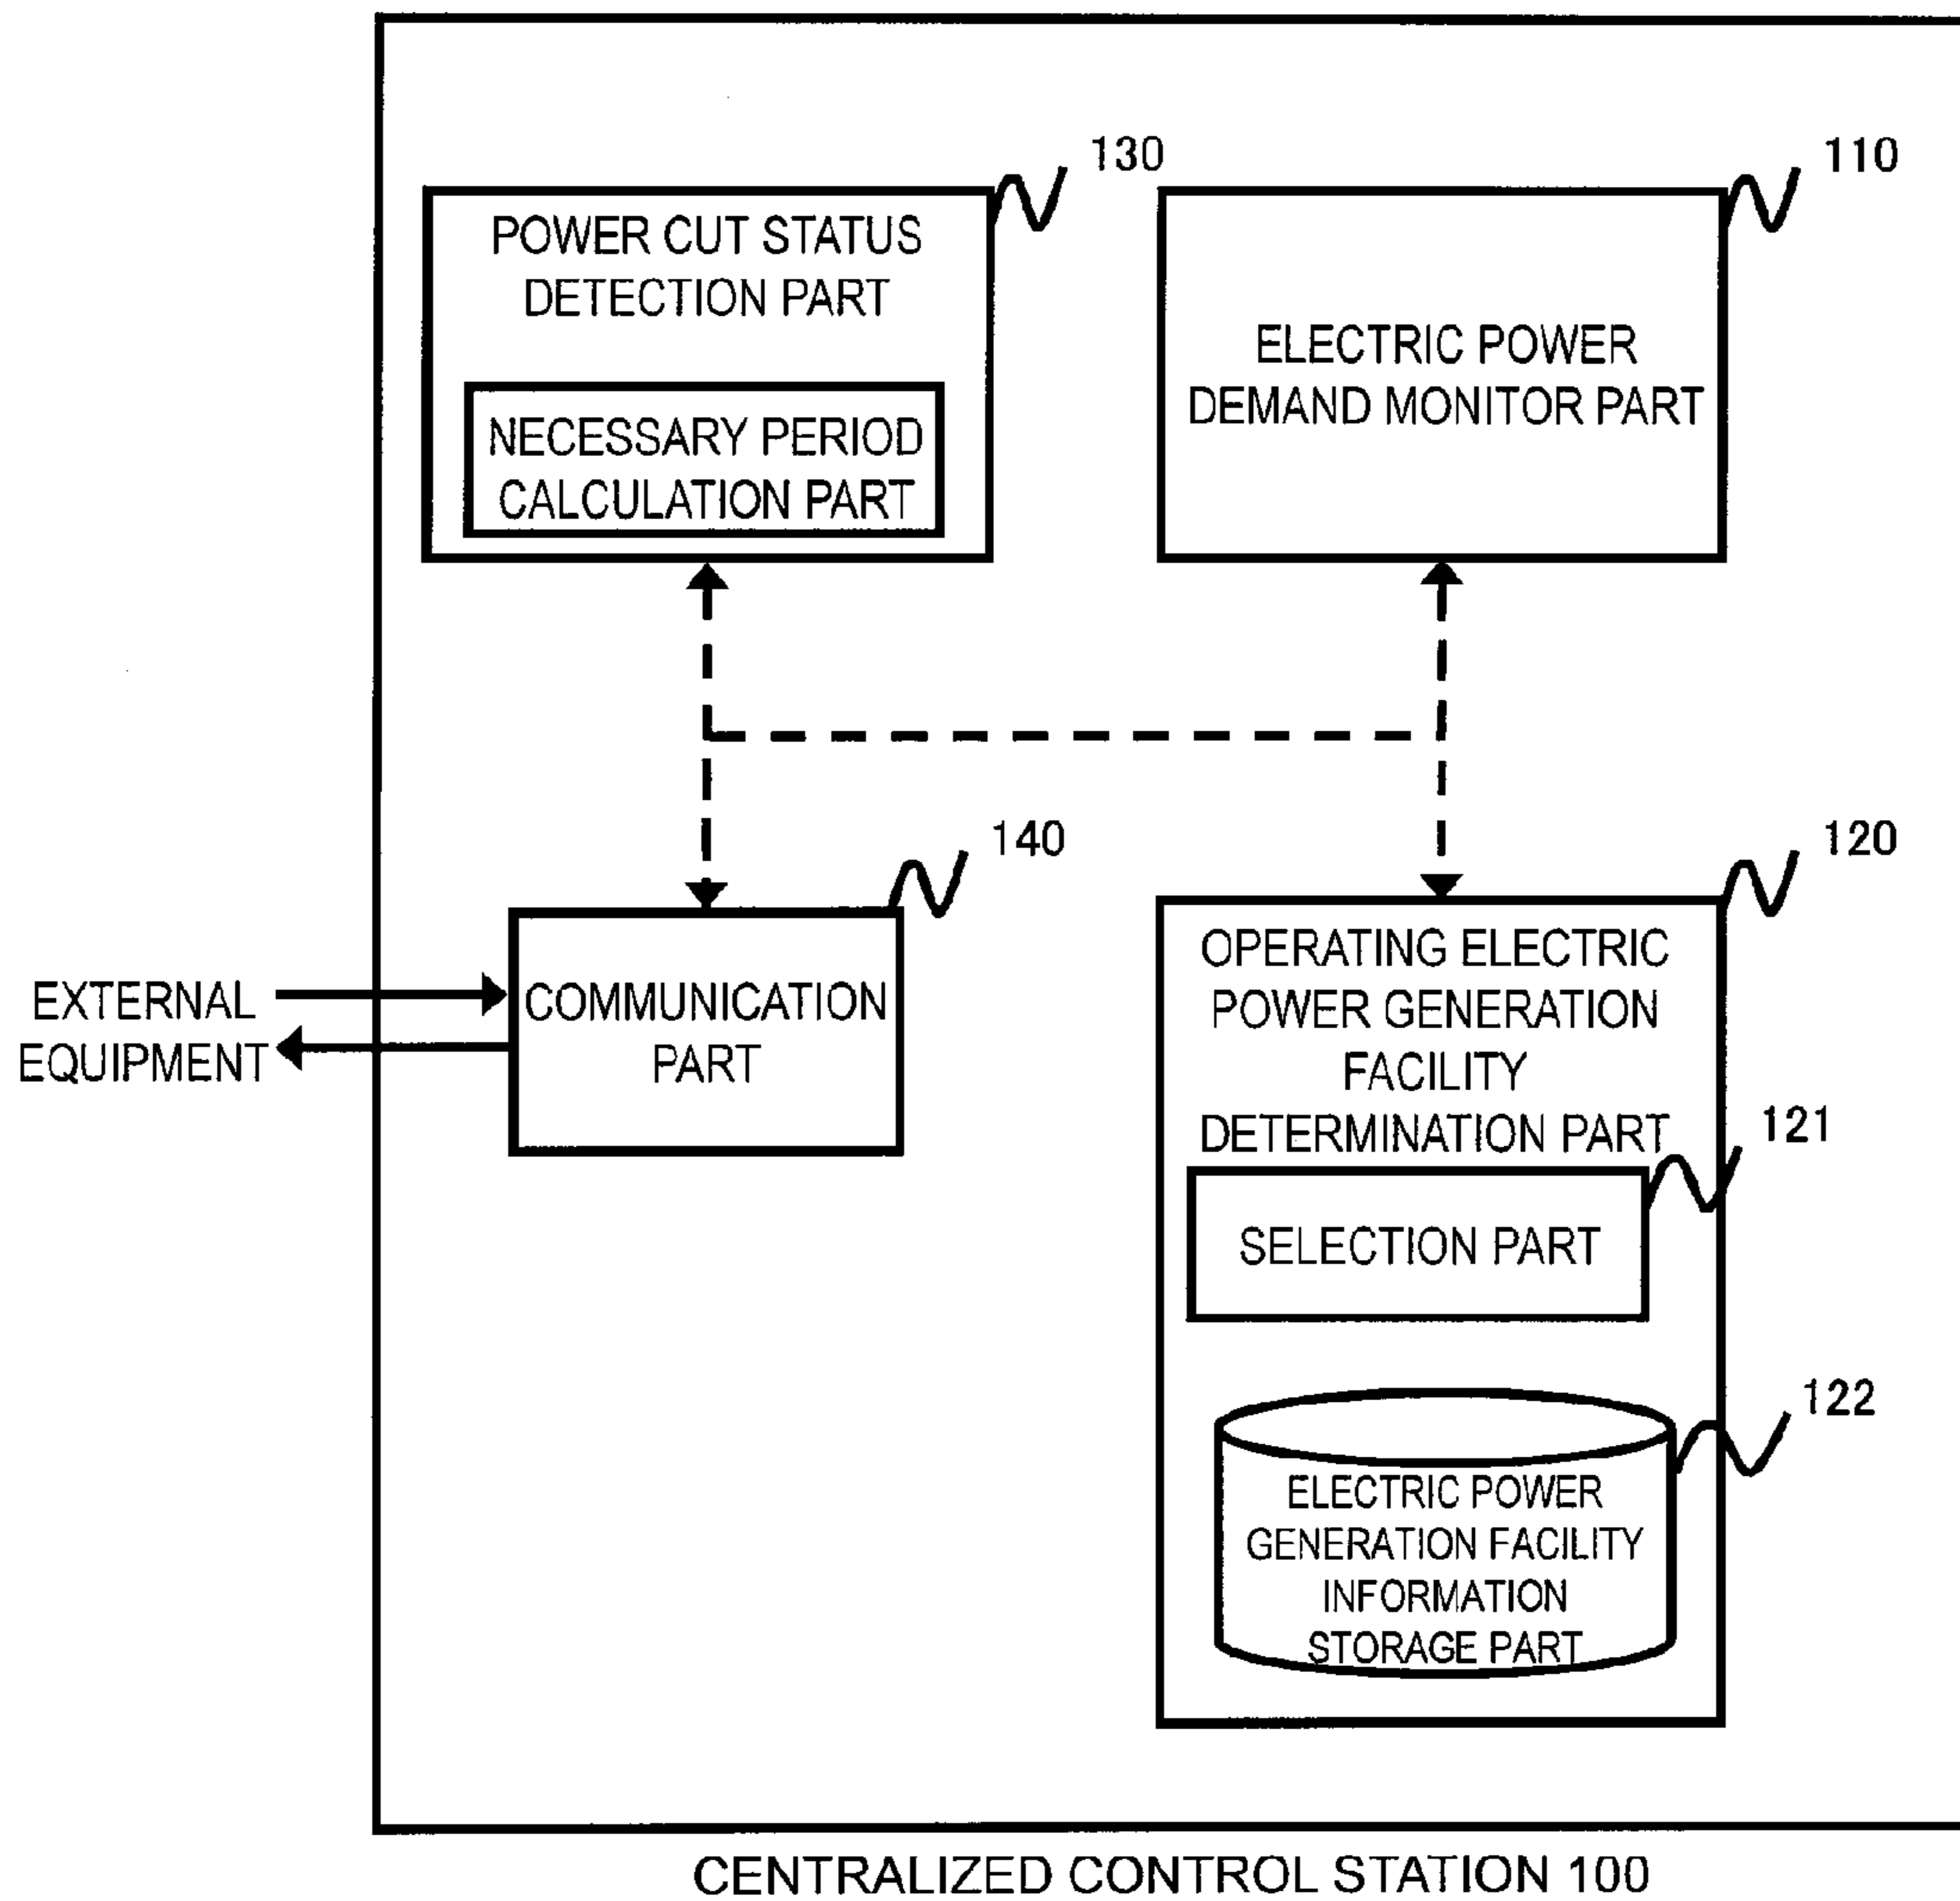 130
POWER CUT STATUS
DETECTION PART
NECESSARY PERIOD
CALCULATION PART
110
ELECTRIC POWER
DEMAND MONITOR PART
140
COMMUNICATION
PART
EXTERNAL
EQUIPMENT
120
OPERATING ELECTRIC
POWER GENERATION
FACILITY
DETERMINATION PART
121
SELECTION PART
122
ELECTRIC POWER
GENERATION FACILITY
INFORMATION
STORAGE PART
CENTRALIZED CONTROL STATION 100